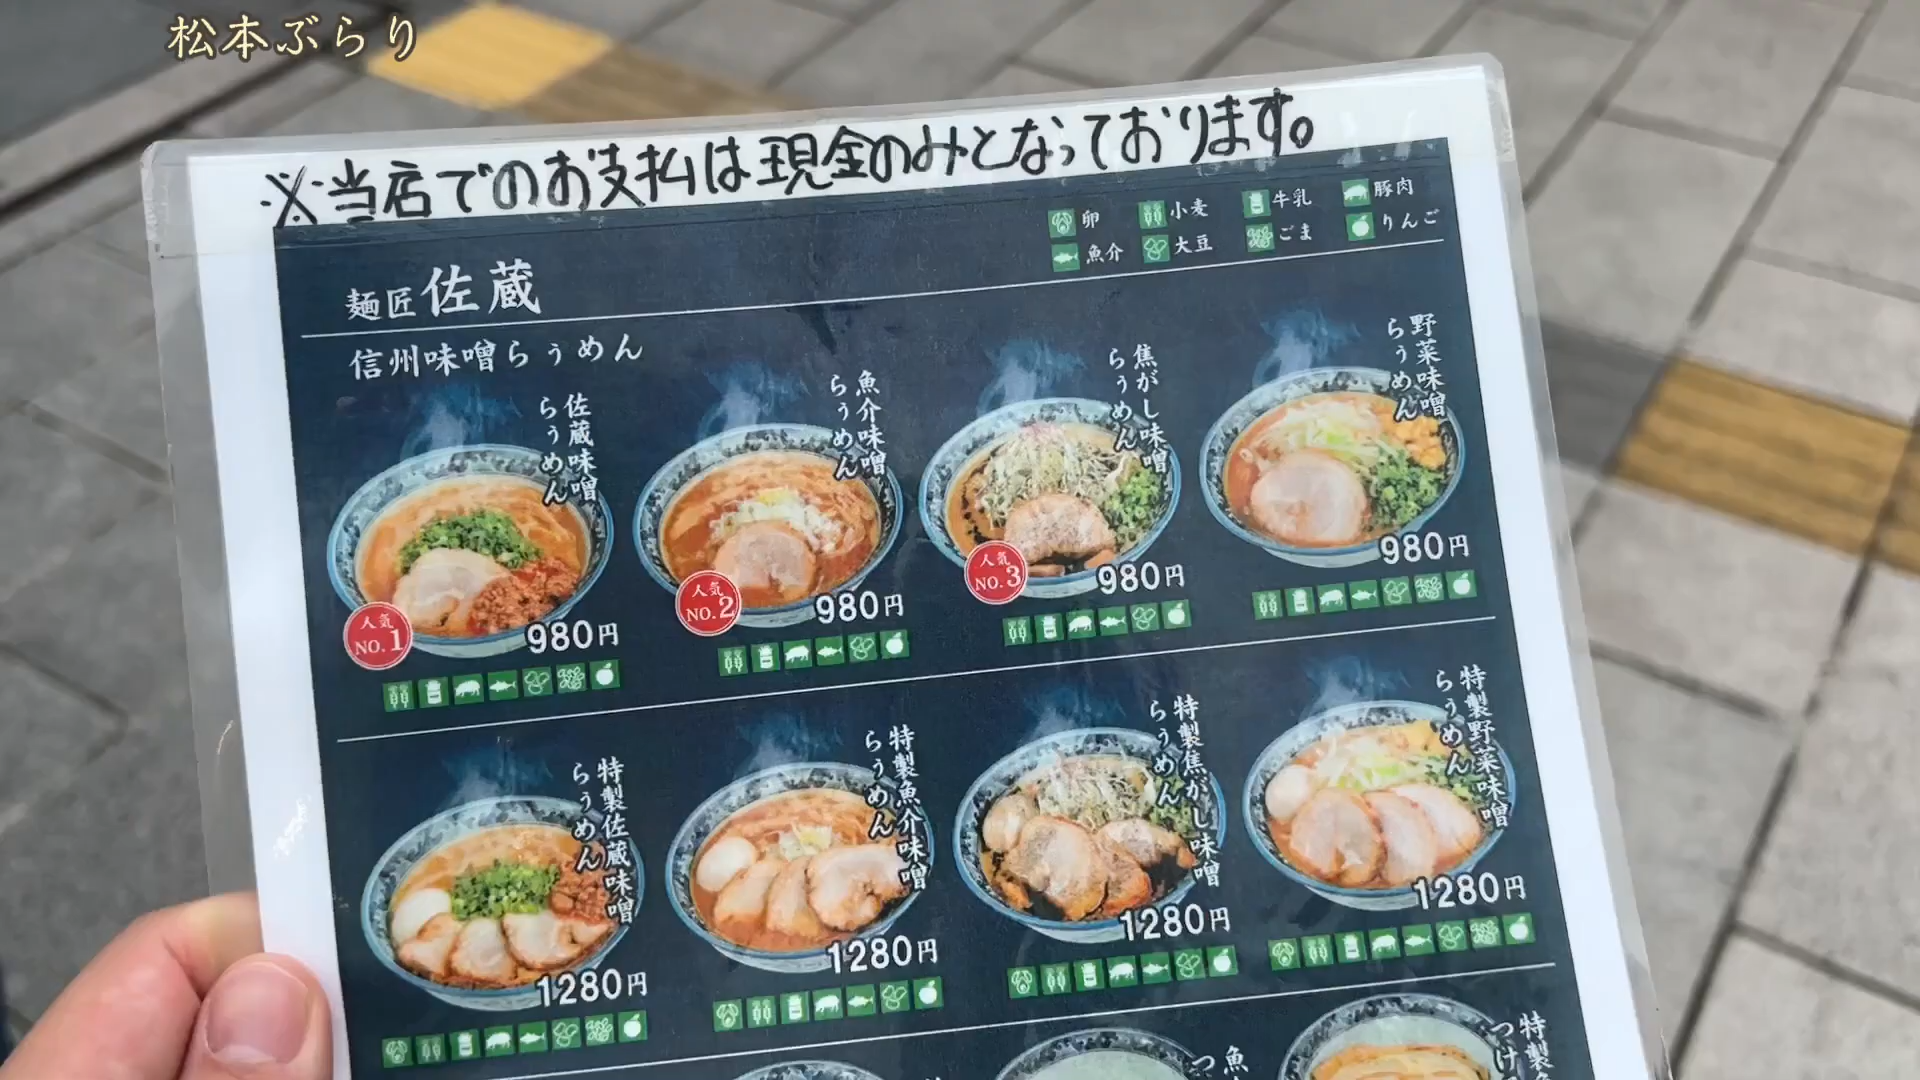 松本ぶらり
※当店でのお支払は現金のみとなっております。
卵 小麦 牛乳 豚肉
魚介 大豆 ごま りんご
麺匠 佐蔵
信州味噌らぅめん
佐蔵味噌
らぅめん
人気
NO.1
980円
魚介味噌
らぅめん
人気
NO.2
980円
焦がし味噌
らぅめん
人気
NO.3
980円
野菜味噌
らぅめん
980円
特製佐蔵味噌
らぅめん
1280円
特製魚介味噌
らぅめん
1280円
特製焦がし味噌
らぅめん
1280円
特製野菜味噌
らぅめん
1280円
魚
つ
特製
つけ